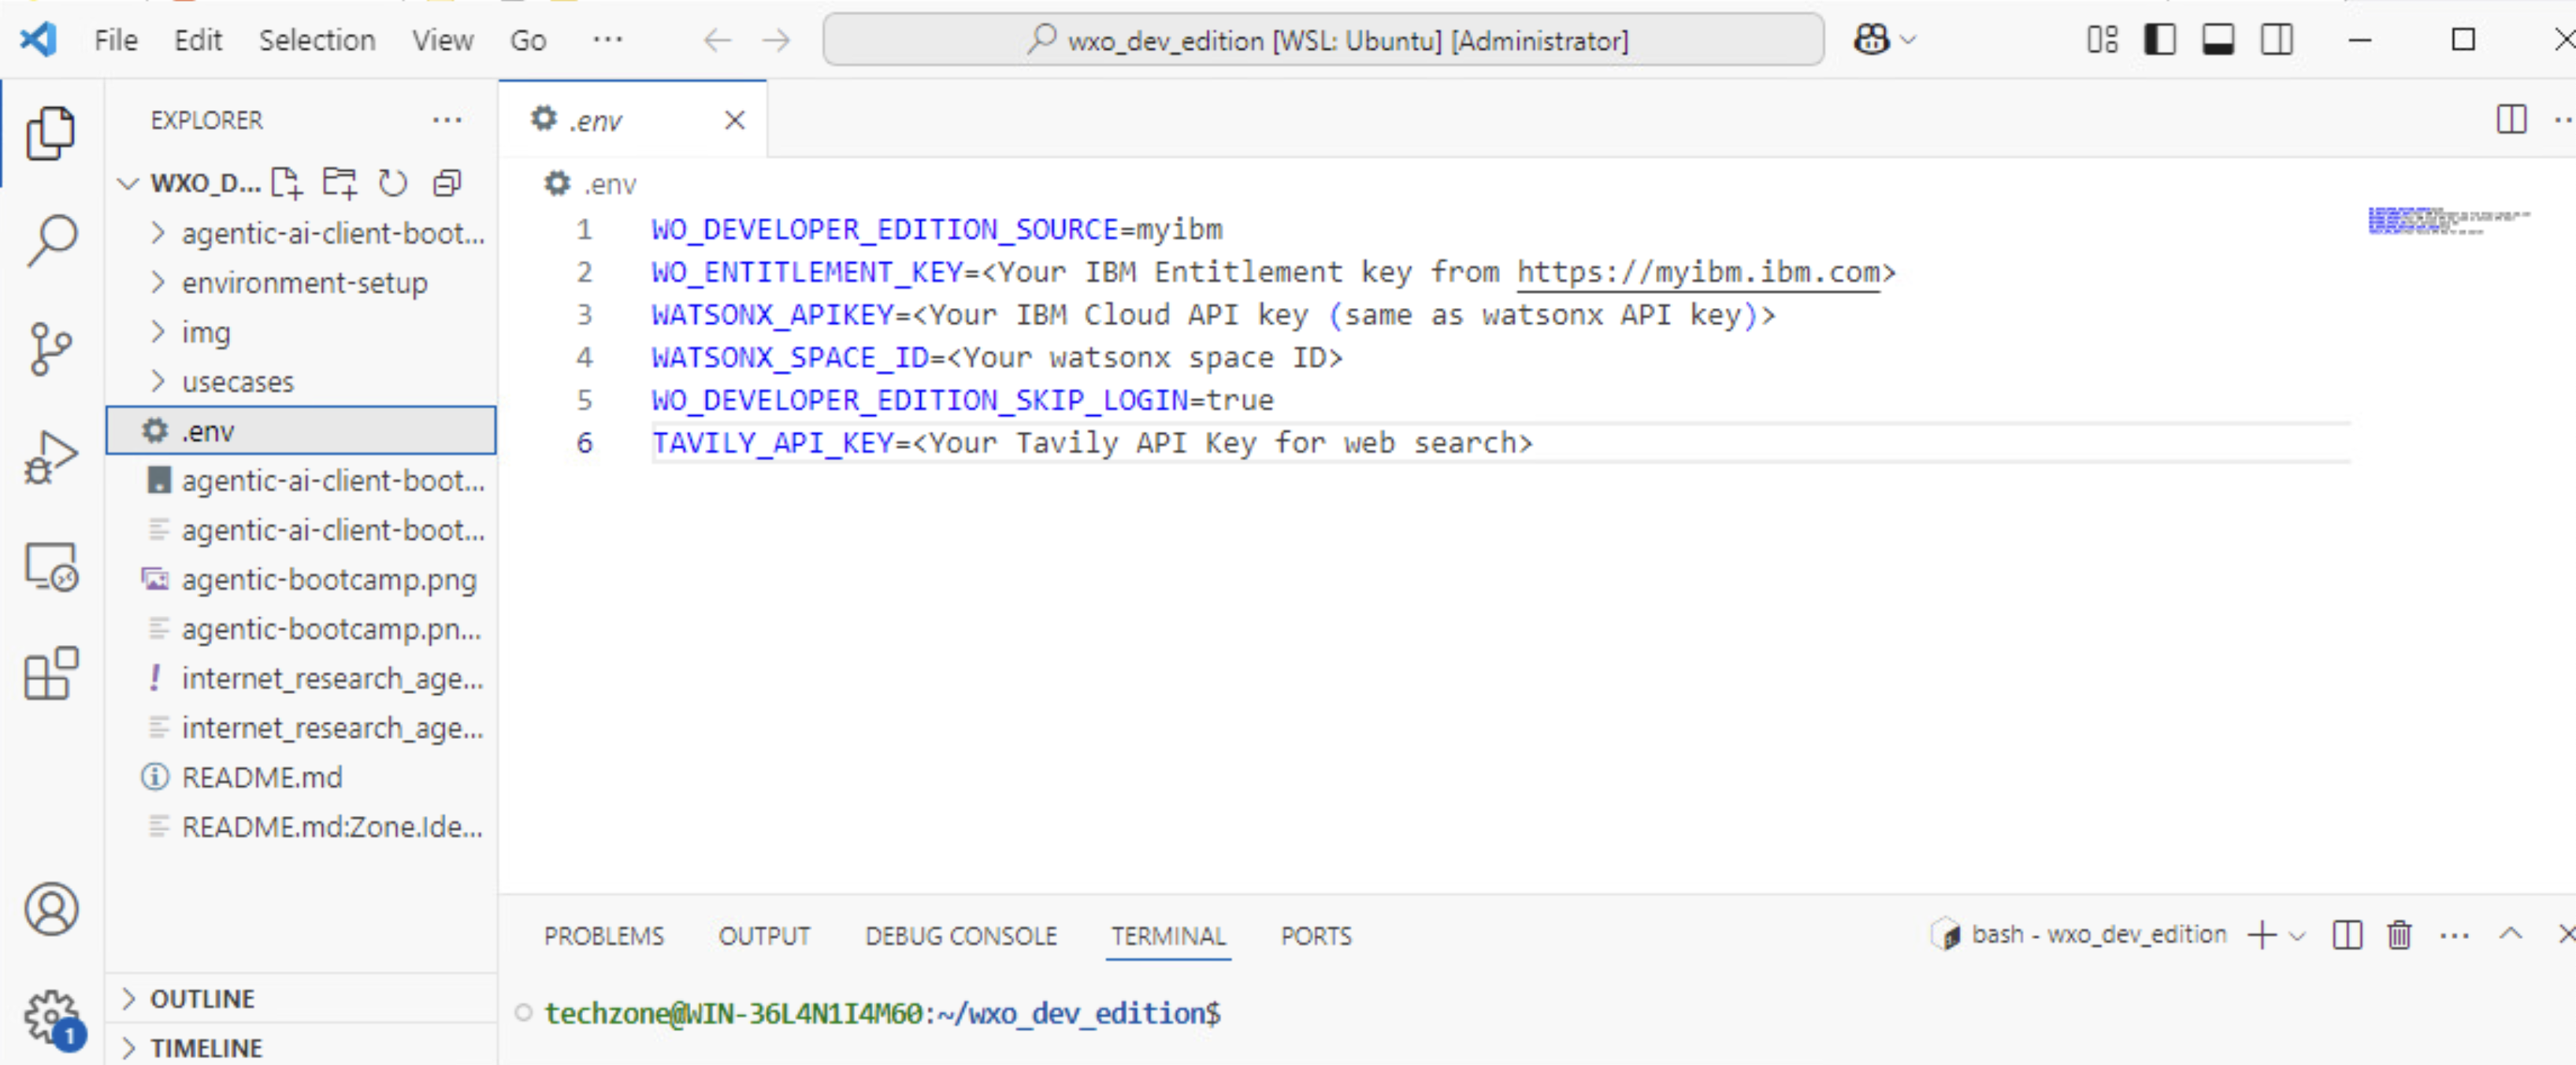 File Edit Selection View Go ... wxo_dev_edition [WSL: Ubuntu] [Administrator]
EXPLORER ...
WXO_D...
agentic-ai-client-boot...
environment-setup
img
usecases
.env
agentic-ai-client-boot...
agentic-ai-client-boot...
agentic-bootcamp.png
agentic-bootcamp.pn...
internet_research_age...
internet_research_age...
README.md
README.md:Zone.Ide...
OUTLINE
TIMELINE
1
.env
.env
1 WO_DEVELOPER_EDITION_SOURCE=myibm
2 WO_ENTITLEMENT_KEY=<Your IBM Entitlement key from https://myibm.ibm.com>
3 WATSONX_APIKEY=<Your IBM Cloud API key (same as watsonx API key)>
4 WATSONX_SPACE_ID=<Your watsonx space ID>
5 WO_DEVELOPER_EDITION_SKIP_LOGIN=true
6 TAVILY_API_KEY=<Your Tavily API Key for web search>
PROBLEMS OUTPUT DEBUG CONSOLE TERMINAL PORTS bash - wxo_dev_edition
techzone@WIN-36L4N1I4M60:~/wxo_dev_edition$